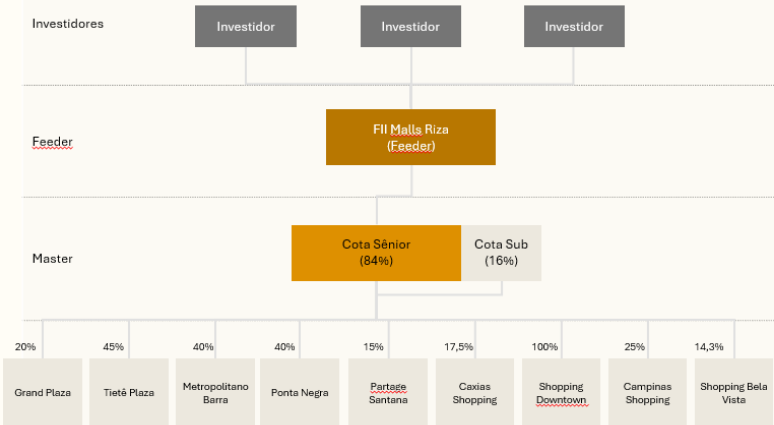 Investidores
Investidor
Investidor
Investidor
Feeder
FII Malls Riza
(Feeder)
Master
Cota Sênior
(84%)
Cota Sub
(16%)
20%
45%
40%
40%
15%
17,5%
100%
25%
14,3%
Grand Plaza
Tietê Plaza
Metropolitano
Barra
Ponta Negra
Partage
Santana
Caxias
Shopping
Shopping
Downtown
Campinas
Shopping
Shopping Bela
Vista